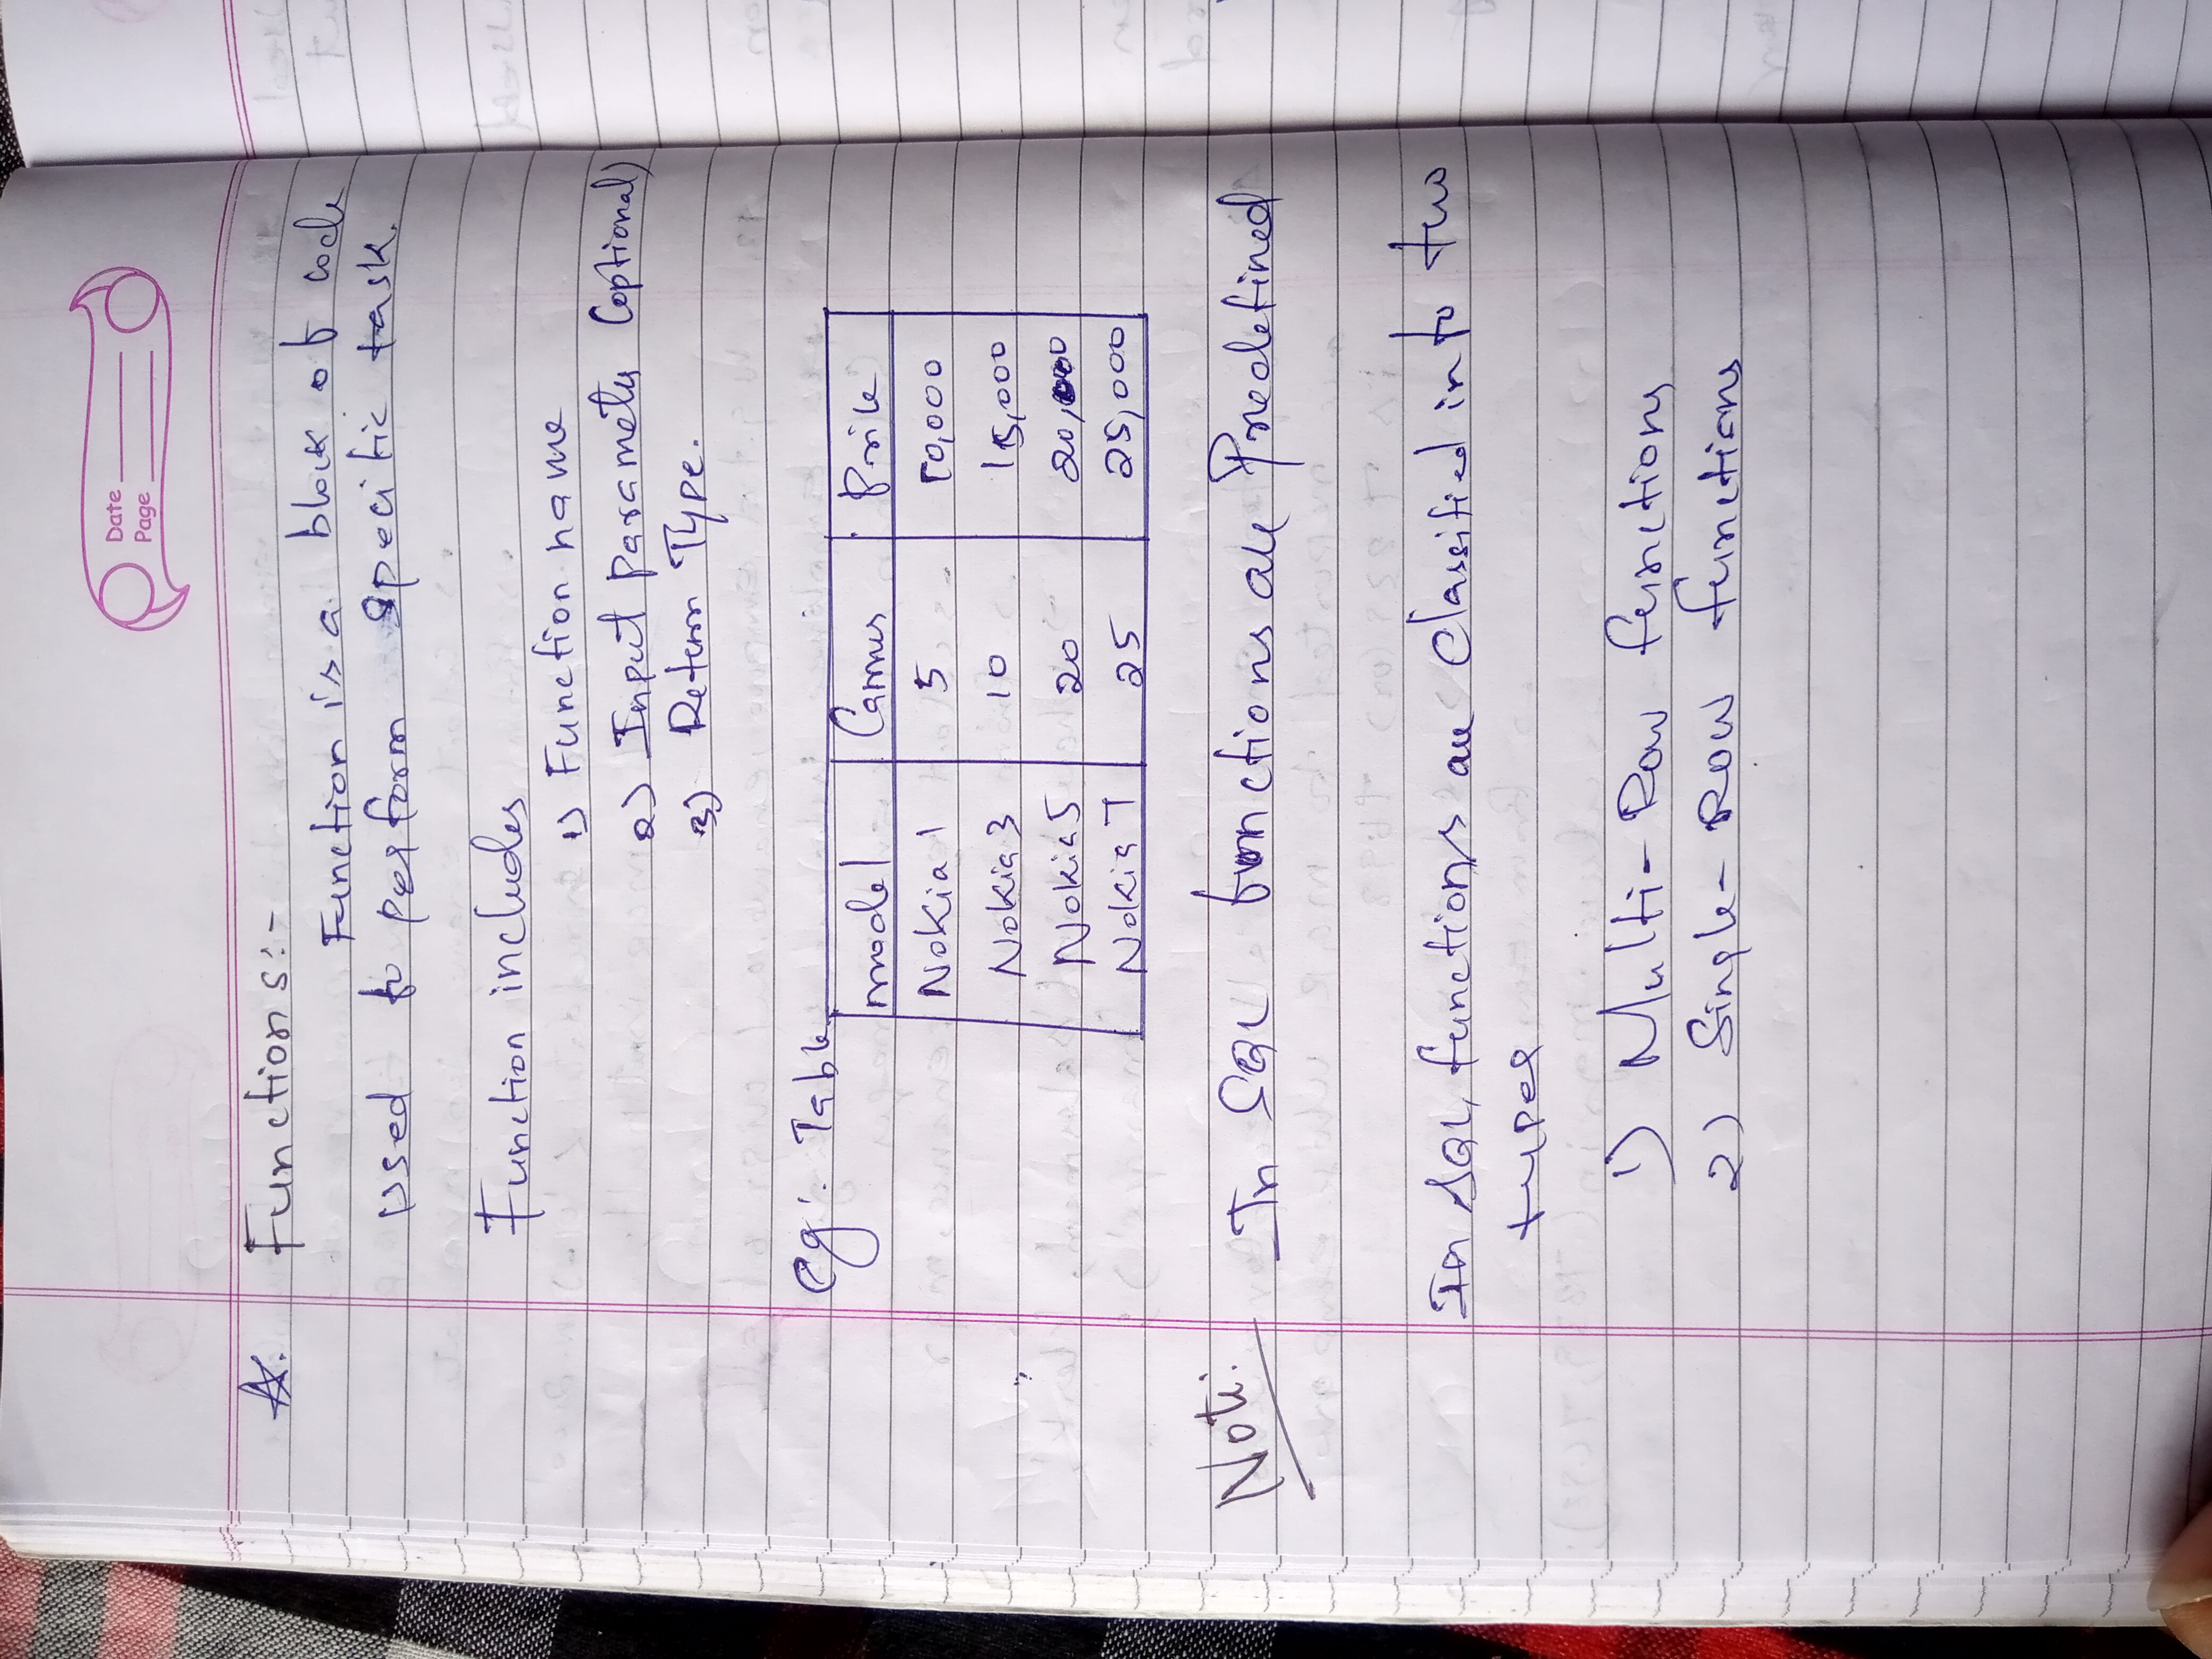 Date
Page
☆. Functions:-
Function is a block of code
used to perform specific task.
Function includes
1) Function name
2) Input parameter (optional)
3) Return Type.
eg: Table
model Camera Price
Nokia 1 5 10,000
Nokia 3 10 15,000
Nokia 5 20 20,000
Nokia 7 25 25,000
Note: In SQL functions are Predefined
In SQL, functions are Classified into two
types
1) Multi-Row functions
2) Single-Row functions